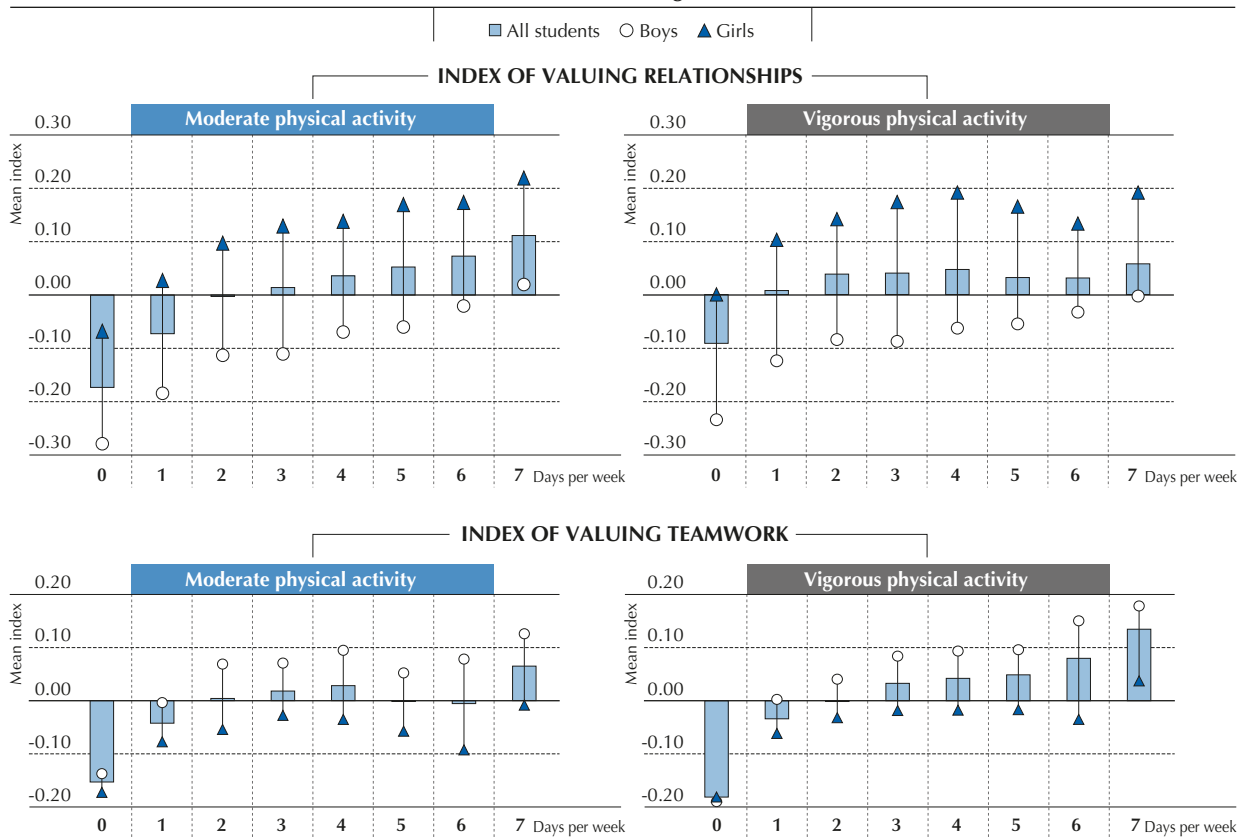 All students Boys Girls
INDEX OF VALUING RELATIONSHIPS
Moderate physical activity
Mean index
0.30
0.20
0.10
0.00
-0.10
-0.20
-0.30
0 1 2 3 4 5 6 7 Days per week
Vigorous physical activity
Mean index
0.30
0.20
0.10
0.00
-0.10
-0.20
-0.30
0 1 2 3 4 5 6 7 Days per week
INDEX OF VALUING TEAMWORK
Moderate physical activity
Mean index
0.20
0.10
0.00
-0.10
-0.20
0 1 2 3 4 5 6 7 Days per week
Vigorous physical activity
Mean index
0.20
0.10
0.00
-0.10
-0.20
0 1 2 3 4 5 6 7 Days per week